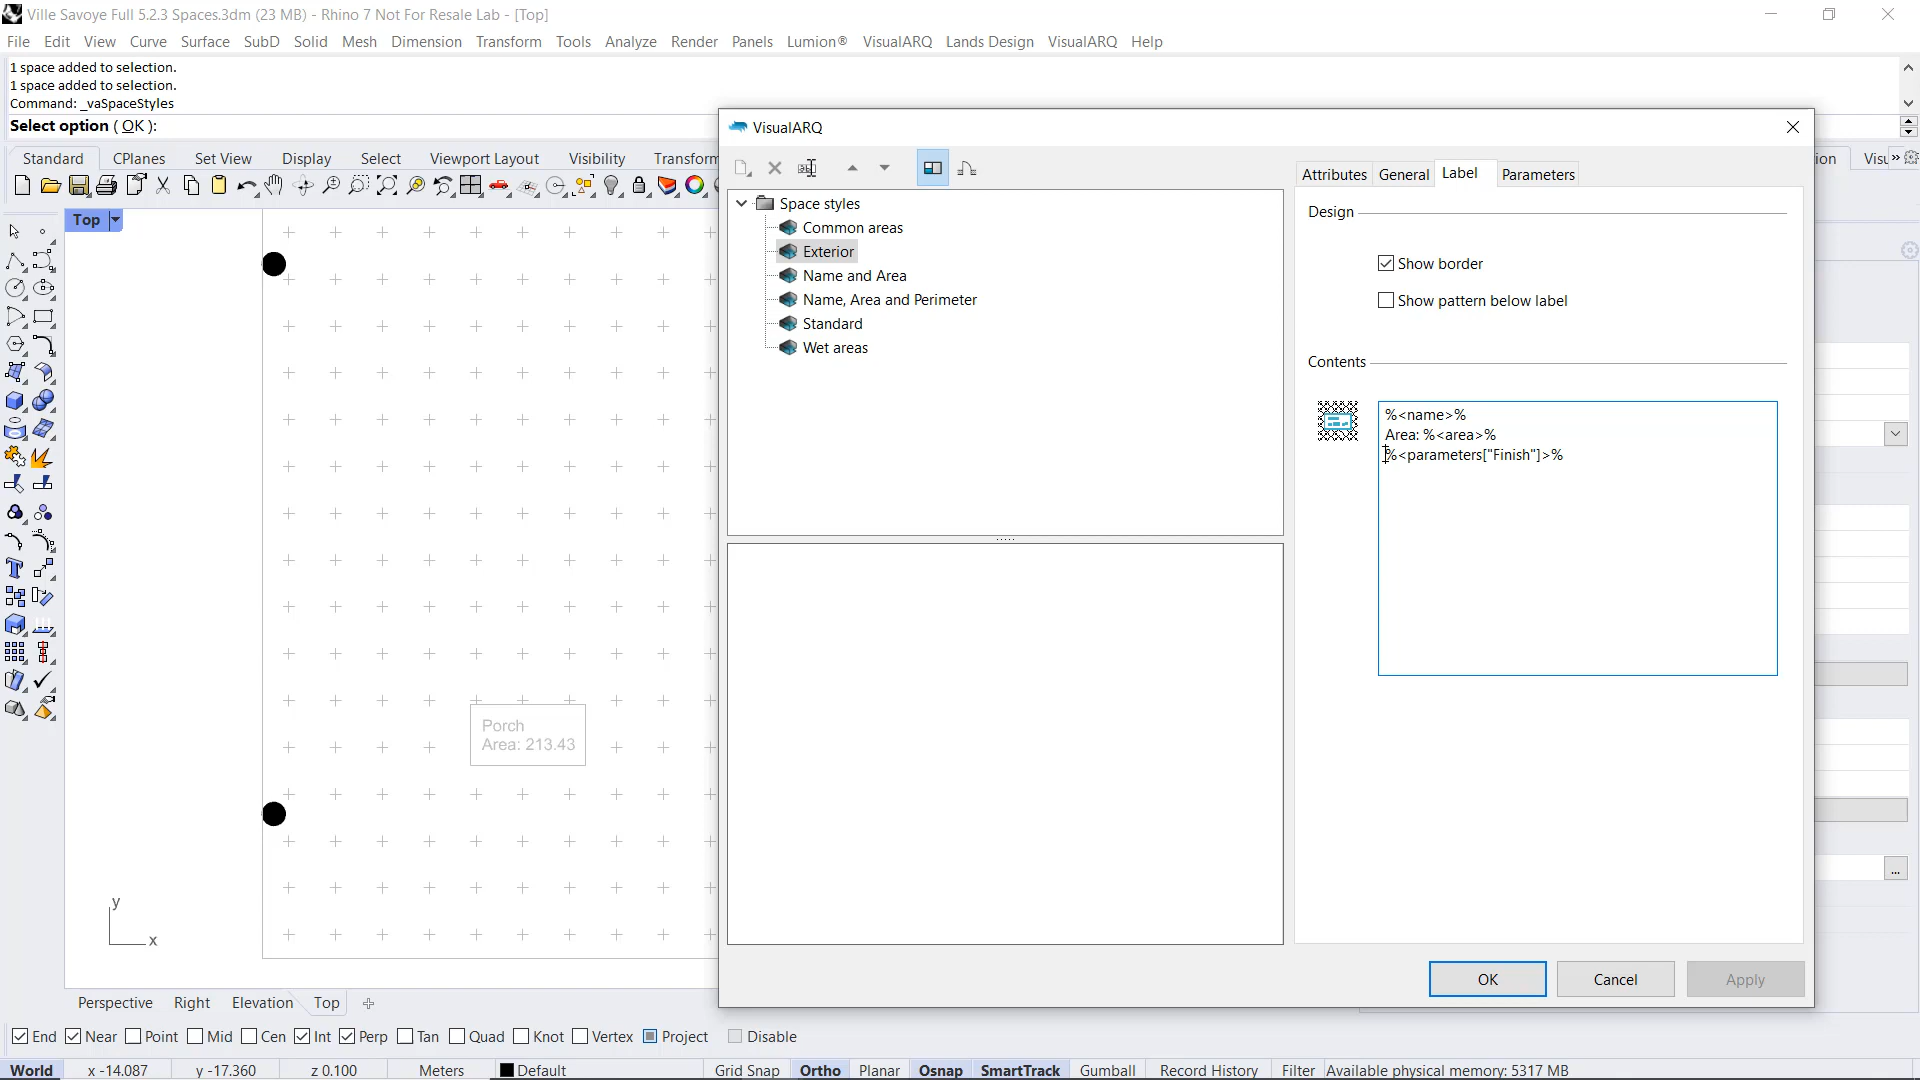 Ville Savoye Full 5.2.3 Spaces.3dm (23 MB) - Rhino 7 Not For Resale Lab - [Top]
File Edit View Curve Surface SubD Solid Mesh Dimension Transform Tools Analyze Render Panels Lumion® VisualARQ Lands Design VisualARQ Help
1 space added to selection.
1 space added to selection.
Command: _vaSpaceStyles
Select option ( OK ):
Standard CPlanes Set View Display Select Viewport Layout Visibility Transform
Top
VisualARQ
Space styles
Common areas
Exterior
Name and Area
Name, Area and Perimeter
Standard
Wet areas
Attributes General Label Parameters
Design
Show border
Show pattern below label
Contents
%<name>%
Area: %<area>%
%<parameters["Finish"]>%
Porch
Area: 213.43
y
x
OK Cancel Apply
...
Perspective Right Elevation Top
End Near Point Mid Cen Int Perp Tan Quad Knot Vertex Project Disable
World x -14.087 y -17.360 z 0.100 Meters Default Grid Snap Ortho Planar Osnap SmartTrack Gumball Record History Filter Available physical memory: 5317 MB